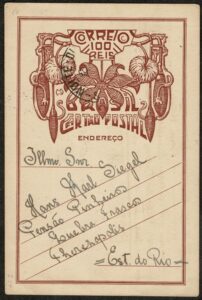 CORREIO
100
REIS
BRASIL
CARTÃO POSTAL
ENDEREÇO
Illmo Snr
Hans Karl Siegel
Pensão Pinheiros
Quebra Frasco
Therezopolis
Est. do Rio